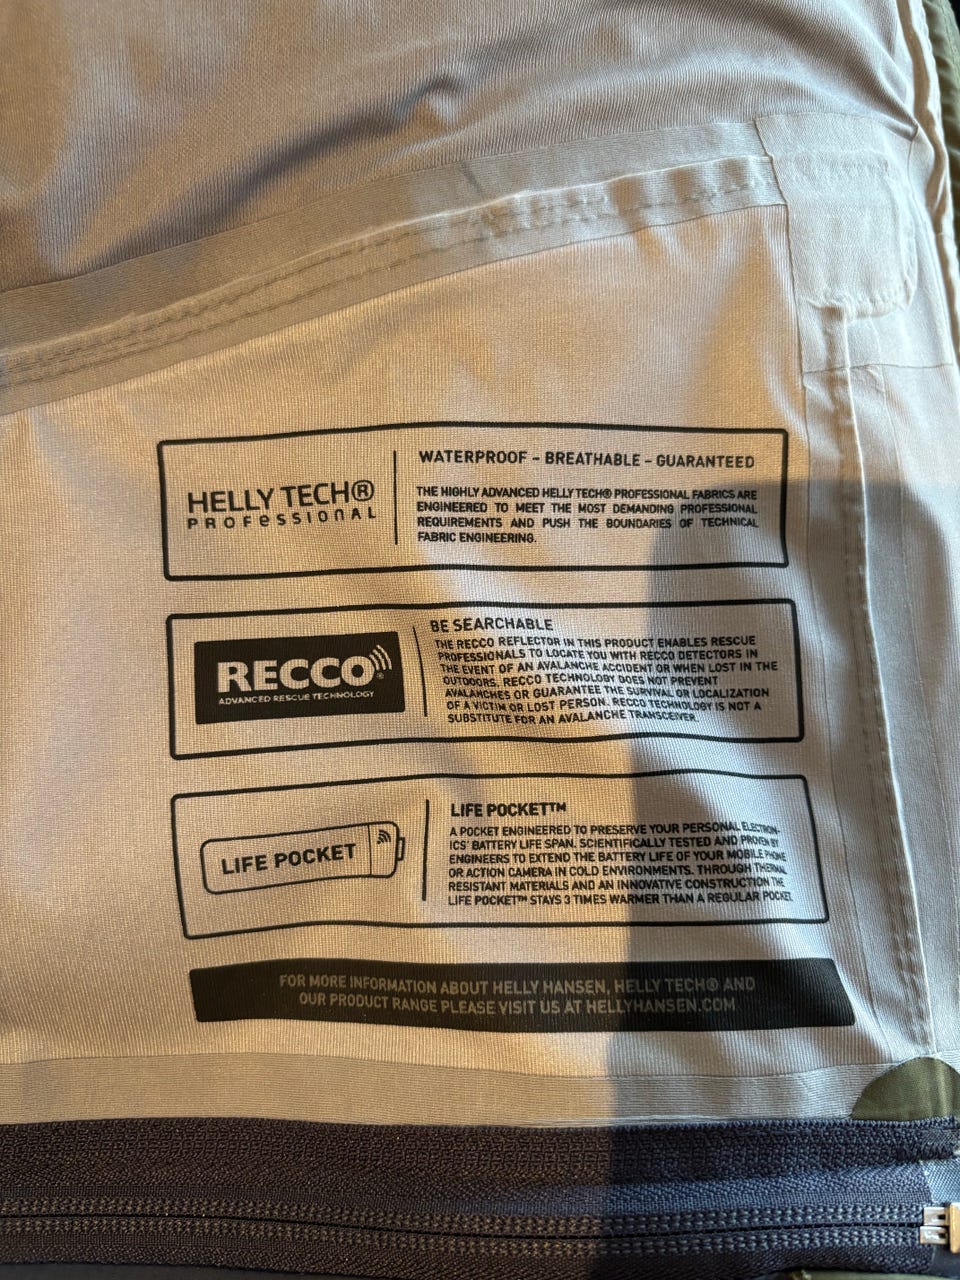 HELLY TECH®
PROFESSIONAL
WATERPROOF - BREATHABLE - GUARANTEED
THE HIGHLY ADVANCED HELLY TECH® PROFESSIONAL FABRICS ARE
ENGINEERED TO MEET THE MOST DEMANDING PROFESSIONAL
REQUIREMENTS AND PUSH THE BOUNDARIES OF TECHNICAL
FABRIC ENGINEERING.
RECCO®
ADVANCED RESCUE TECHNOLOGY
BE SEARCHABLE
THE RECCO REFLECTOR IN THIS PRODUCT ENABLES RESCUE
PROFESSIONALS TO LOCATE YOU WITH RECCO DETECTORS IN
THE EVENT OF AN AVALANCHE ACCIDENT OR WHEN LOST IN THE
OUTDOORS. RECCO TECHNOLOGY DOES NOT PREVENT
AVALANCHES OR GUARANTEE THE SURVIVAL OR LOCALIZATION
OF A VICTIM OR LOST PERSON. RECCO TECHNOLOGY IS NOT A
SUBSTITUTE FOR AN AVALANCHE TRANSCEIVER.
LIFE POCKET
LIFE POCKET™
A POCKET ENGINEERED TO PRESERVE YOUR PERSONAL ELECTRON-
ICS' BATTERY LIFE SPAN. SCIENTIFICALLY TESTED AND PROVEN BY
ENGINEERS TO EXTEND THE BATTERY LIFE OF YOUR MOBILE PHONE
OR ACTION CAMERA IN COLD ENVIRONMENTS. THROUGH THERMAL
RESISTANT MATERIALS AND AN INNOVATIVE CONSTRUCTION THE
LIFE POCKET™ STAYS 3 TIMES WARMER THAN A REGULAR POCKET.
FOR MORE INFORMATION ABOUT HELLY HANSEN, HELLY TECH® AND
OUR PRODUCT RANGE PLEASE VISIT US AT HELLYHANSEN.COM